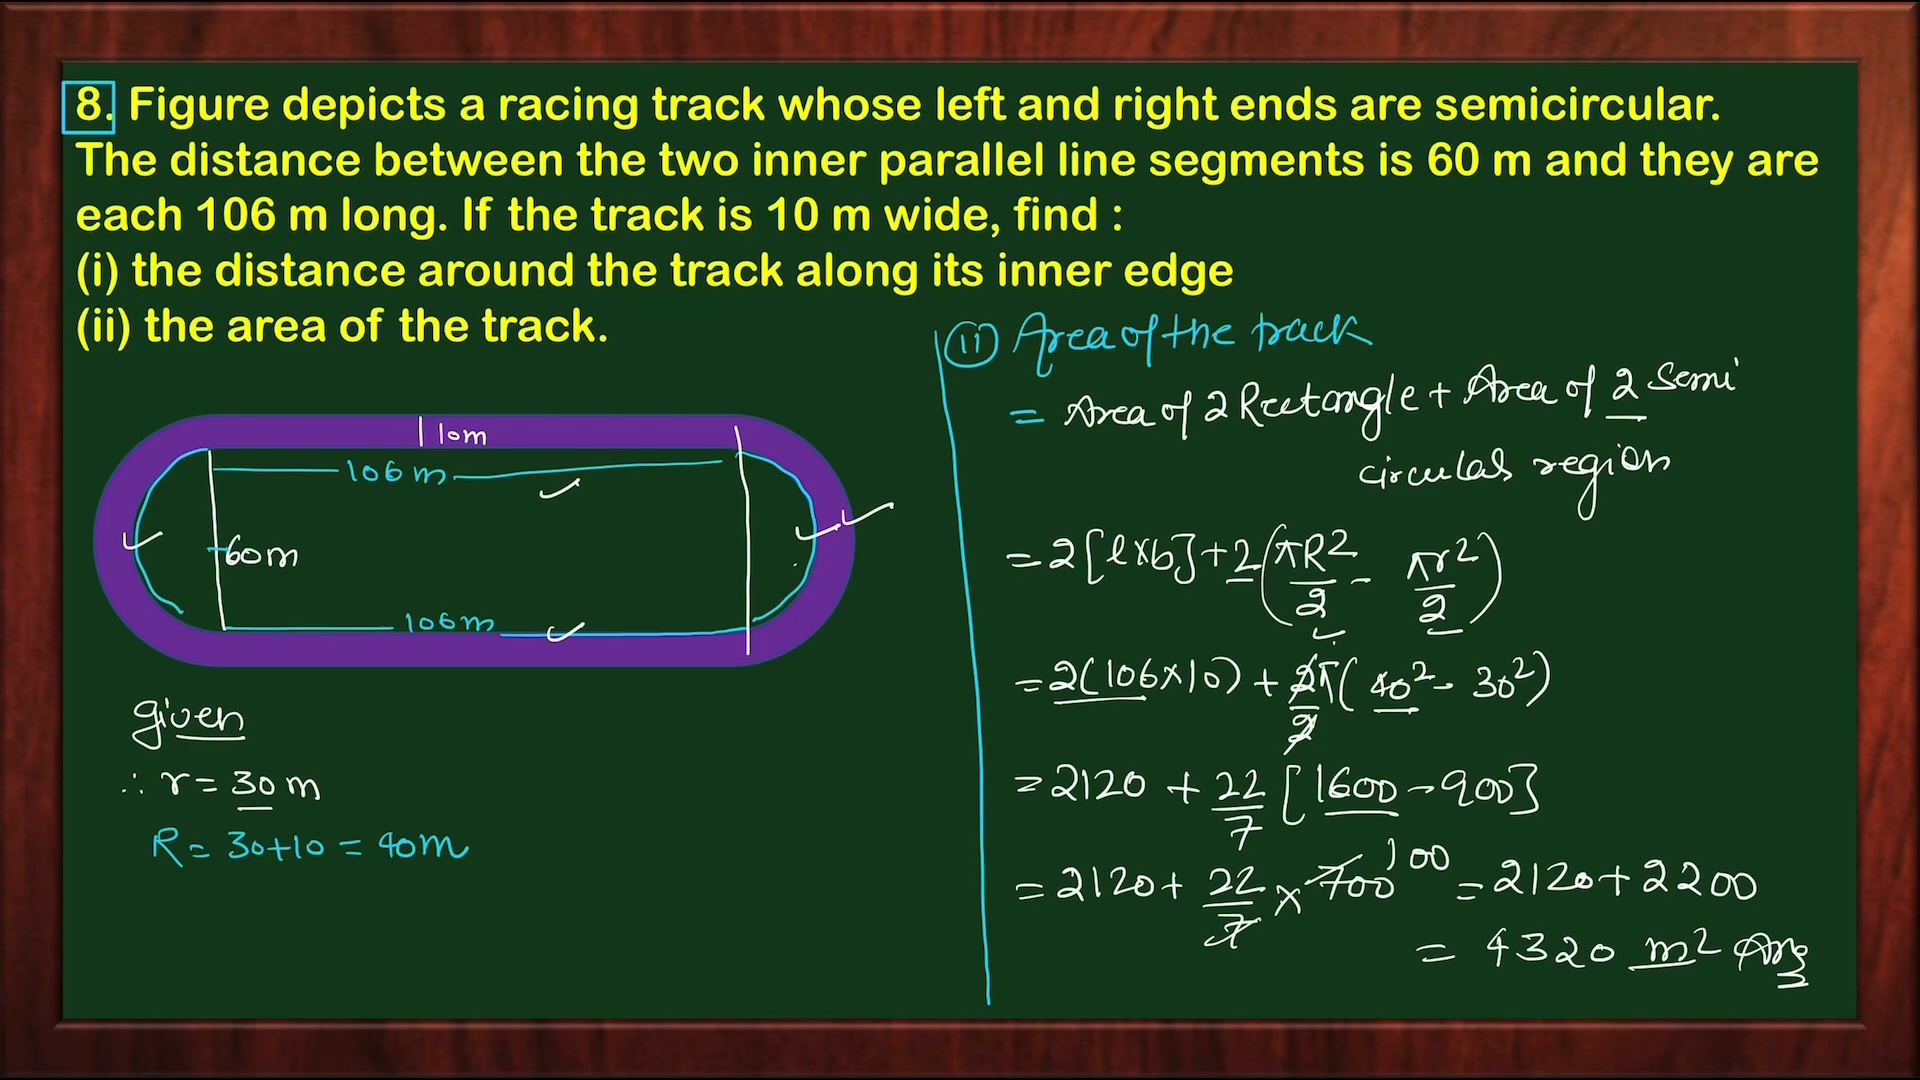 8. Figure depicts a racing track whose left and right ends are semicircular.
The distance between the two inner parallel line segments is 60 m and they are
each 106 m long. If the track is 10 m wide, find :
(i) the distance around the track along its inner edge
(ii) the area of the track.
10m
106 m
60m
106m
given
∴ r = 30 m
R = 30+10 = 40m
(ii) Area of the track
= Area of 2 Rectangle + Area of 2 Semi
circular region
= 2[l×b] + 2(πR²/2 - πr²/2)
= 2(106×10) + 2π/2(40² - 30²)
= 2120 + 22/7 [1600 - 900]
= 2120 + 22/7 × 700 100 = 2120 + 2200
= 4320 m² Ans